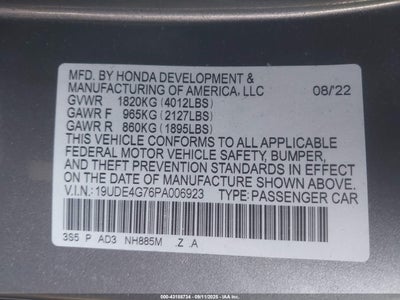 MFD. BY HONDA DEVELOPMENT &
MANUFACTURING OF AMERICA, LLC 08/'22
GVWR 1820KG (4012LBS)
GAWR F 965KG (2127LBS)
GAWR R 860KG (1895LBS)
THIS VEHICLE CONFORMS TO ALL APPLICABLE
FEDERAL MOTOR VEHICLE SAFETY, BUMPER,
AND THEFT PREVENTION STANDARDS IN EFFECT
ON THE DATE OF MANUFACTURE SHOWN ABOVE.
V.I.N.: 19UDE4G76PA006923 TYPE: PASSENGER CAR
3S5 P AD3 NH885M .Z .A
000-43188734 - 09/11/2025 - IAA Inc.